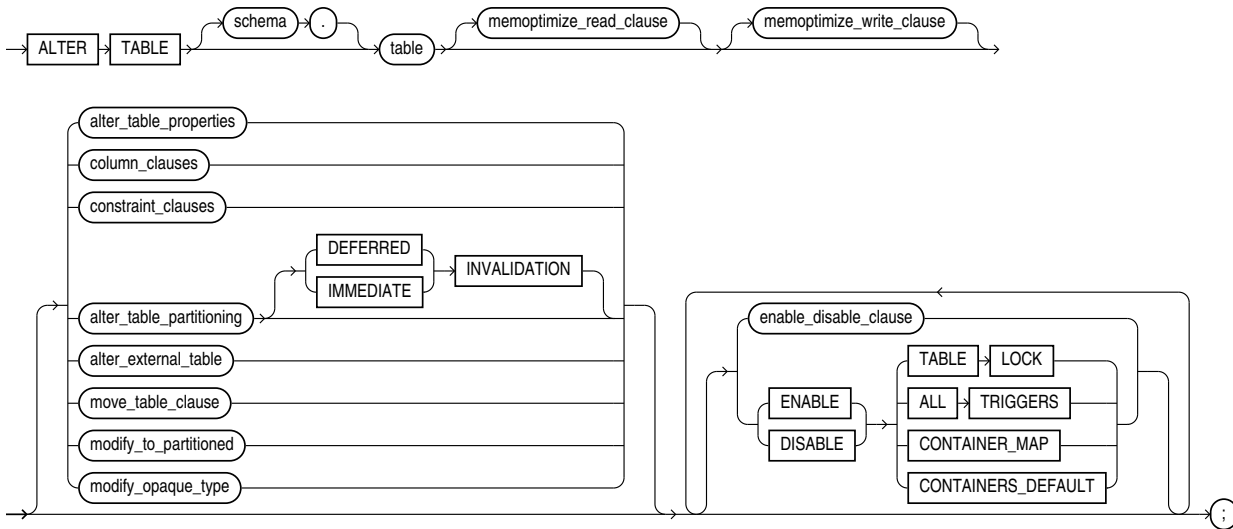 schema .
ALTER TABLE table memoptimize_read_clause memoptimize_write_clause
alter_table_properties
column_clauses
constraint_clauses
DEFERRED
IMMEDIATE
INVALIDATION
alter_table_partitioning
alter_external_table
move_table_clause
modify_to_partitioned
modify_opaque_type
enable_disable_clause
ENABLE
DISABLE
TABLE LOCK
ALL TRIGGERS
CONTAINER_MAP
CONTAINERS_DEFAULT
;